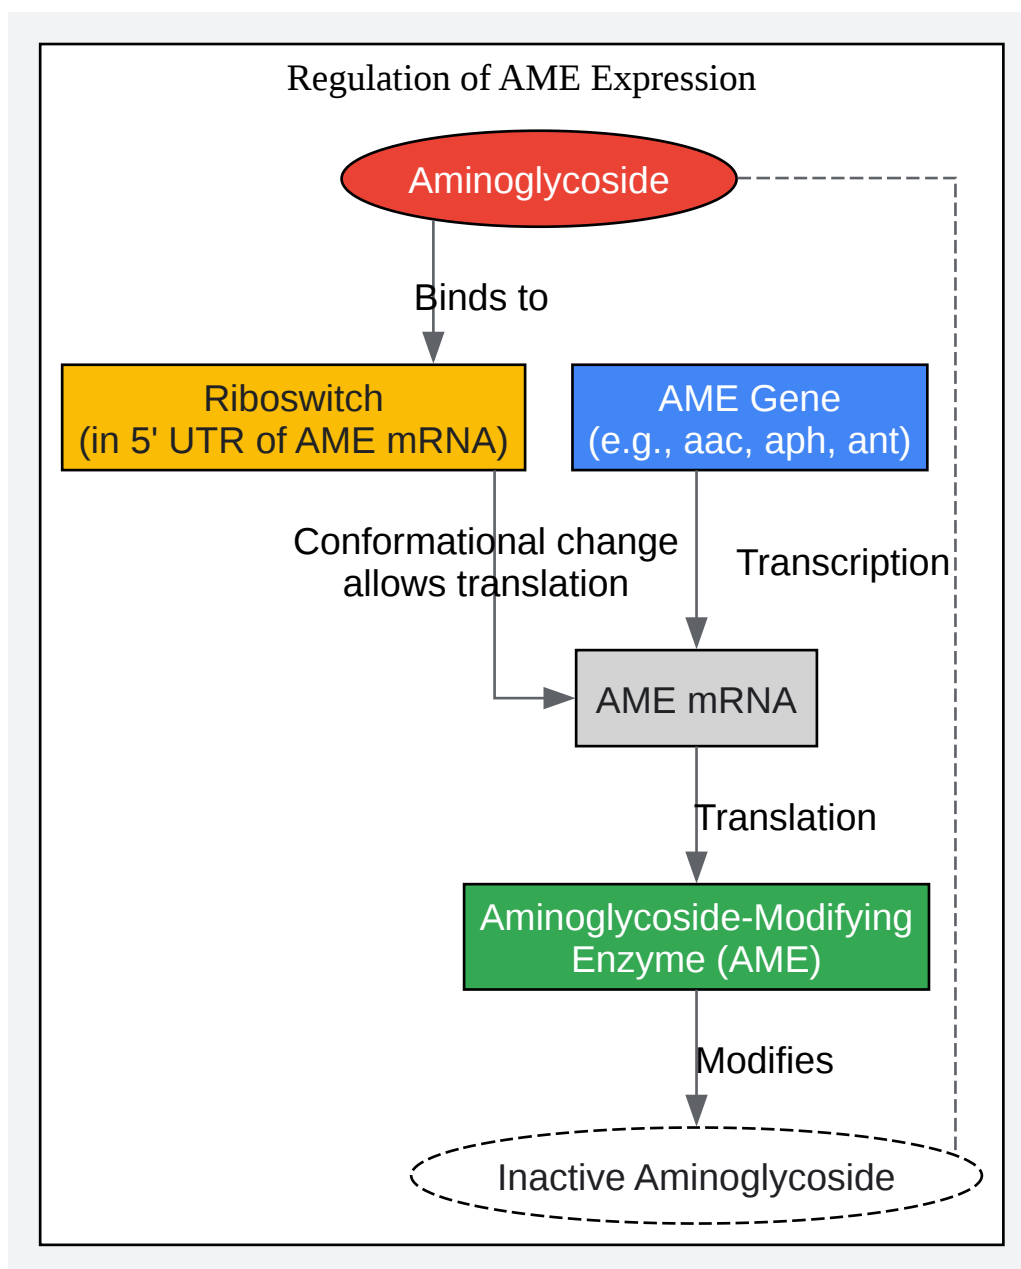 Regulation of AME Expression
Aminoglycoside
Binds to
Riboswitch
(in 5' UTR of AME mRNA)
AME Gene
(e.g., aac, aph, ant)
Conformational change
allows translation
Transcription
AME mRNA
Translation
Aminoglycoside-Modifying
Enzyme (AME)
Modifies
Inactive Aminoglycoside